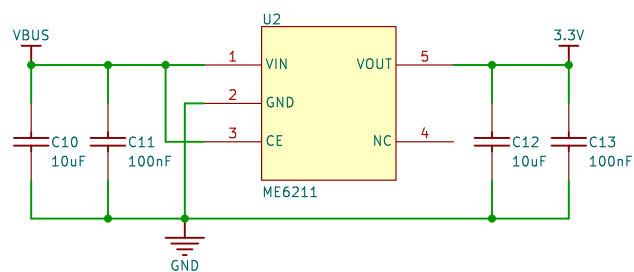 U2
VBUS
3.3V
1
VIN
VOUT
5
2
GND
3
CE
NC
4
C10
10uF
C11
100nF
C12
10uF
C13
100nF
ME6211
GND